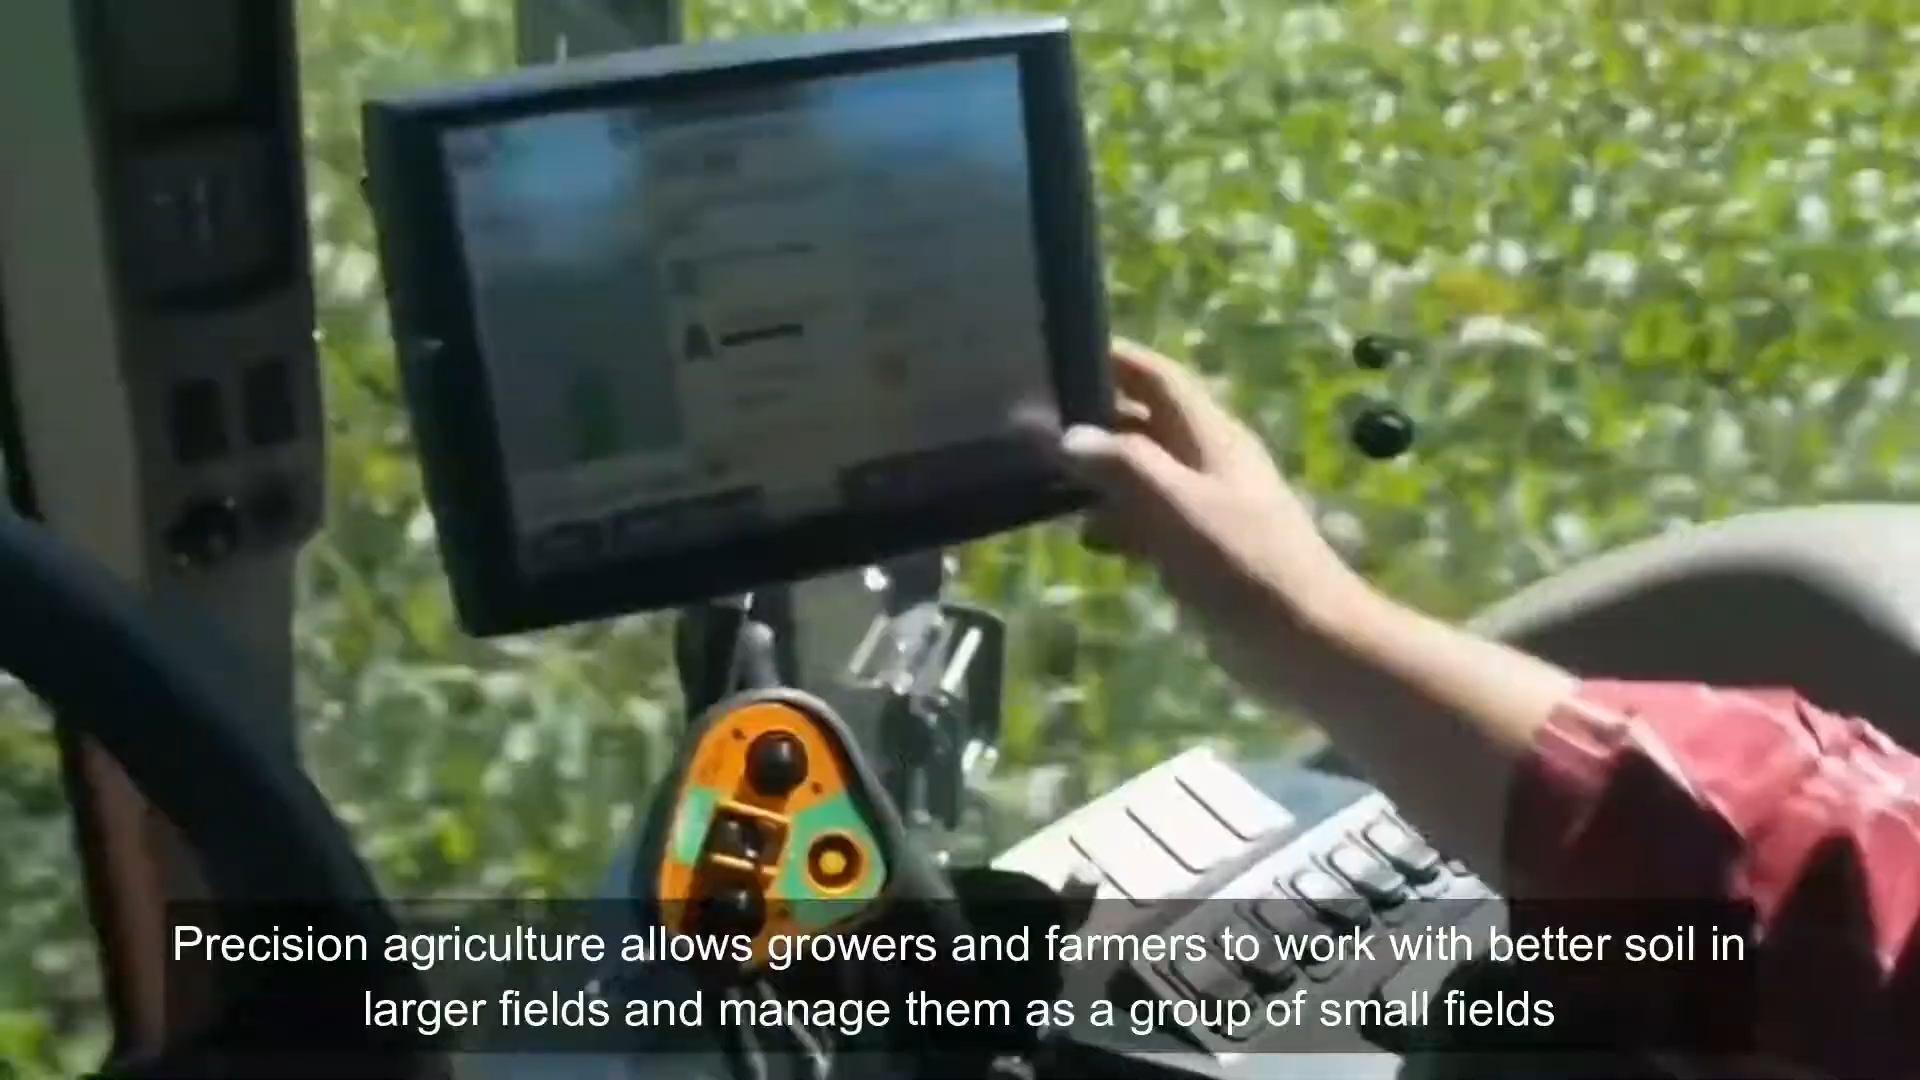 Precision agriculture allows growers and farmers to work with better soil in
larger fields and manage them as a group of small fields